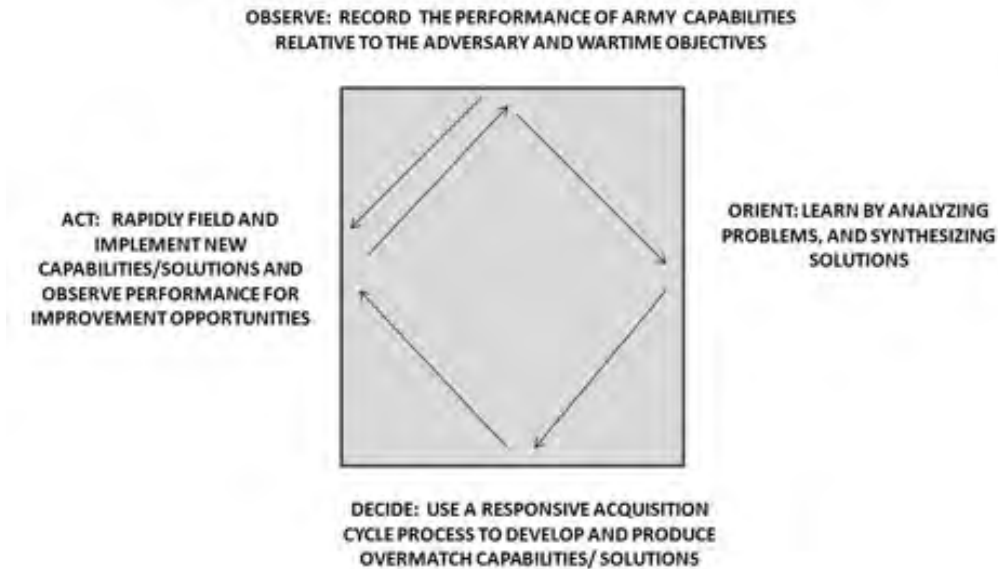 OBSERVE: RECORD THE PERFORMANCE OF ARMY CAPABILITIES
RELATIVE TO THE ADVERSARY AND WARTIME OBJECTIVES
ACT: RAPIDLY FIELD AND
IMPLEMENT NEW
CAPABILITIES/SOLUTIONS AND
OBSERVE PERFORMANCE FOR
IMPROVEMENT OPPORTUNITIES
ORIENT: LEARN BY ANALYZING
PROBLEMS, AND SYNTHESIZING
SOLUTIONS
DECIDE: USE A RESPONSIVE ACQUISITION
CYCLE PROCESS TO DEVELOP AND PRODUCE
OVERMATCH CAPABILITIES/ SOLUTIONS